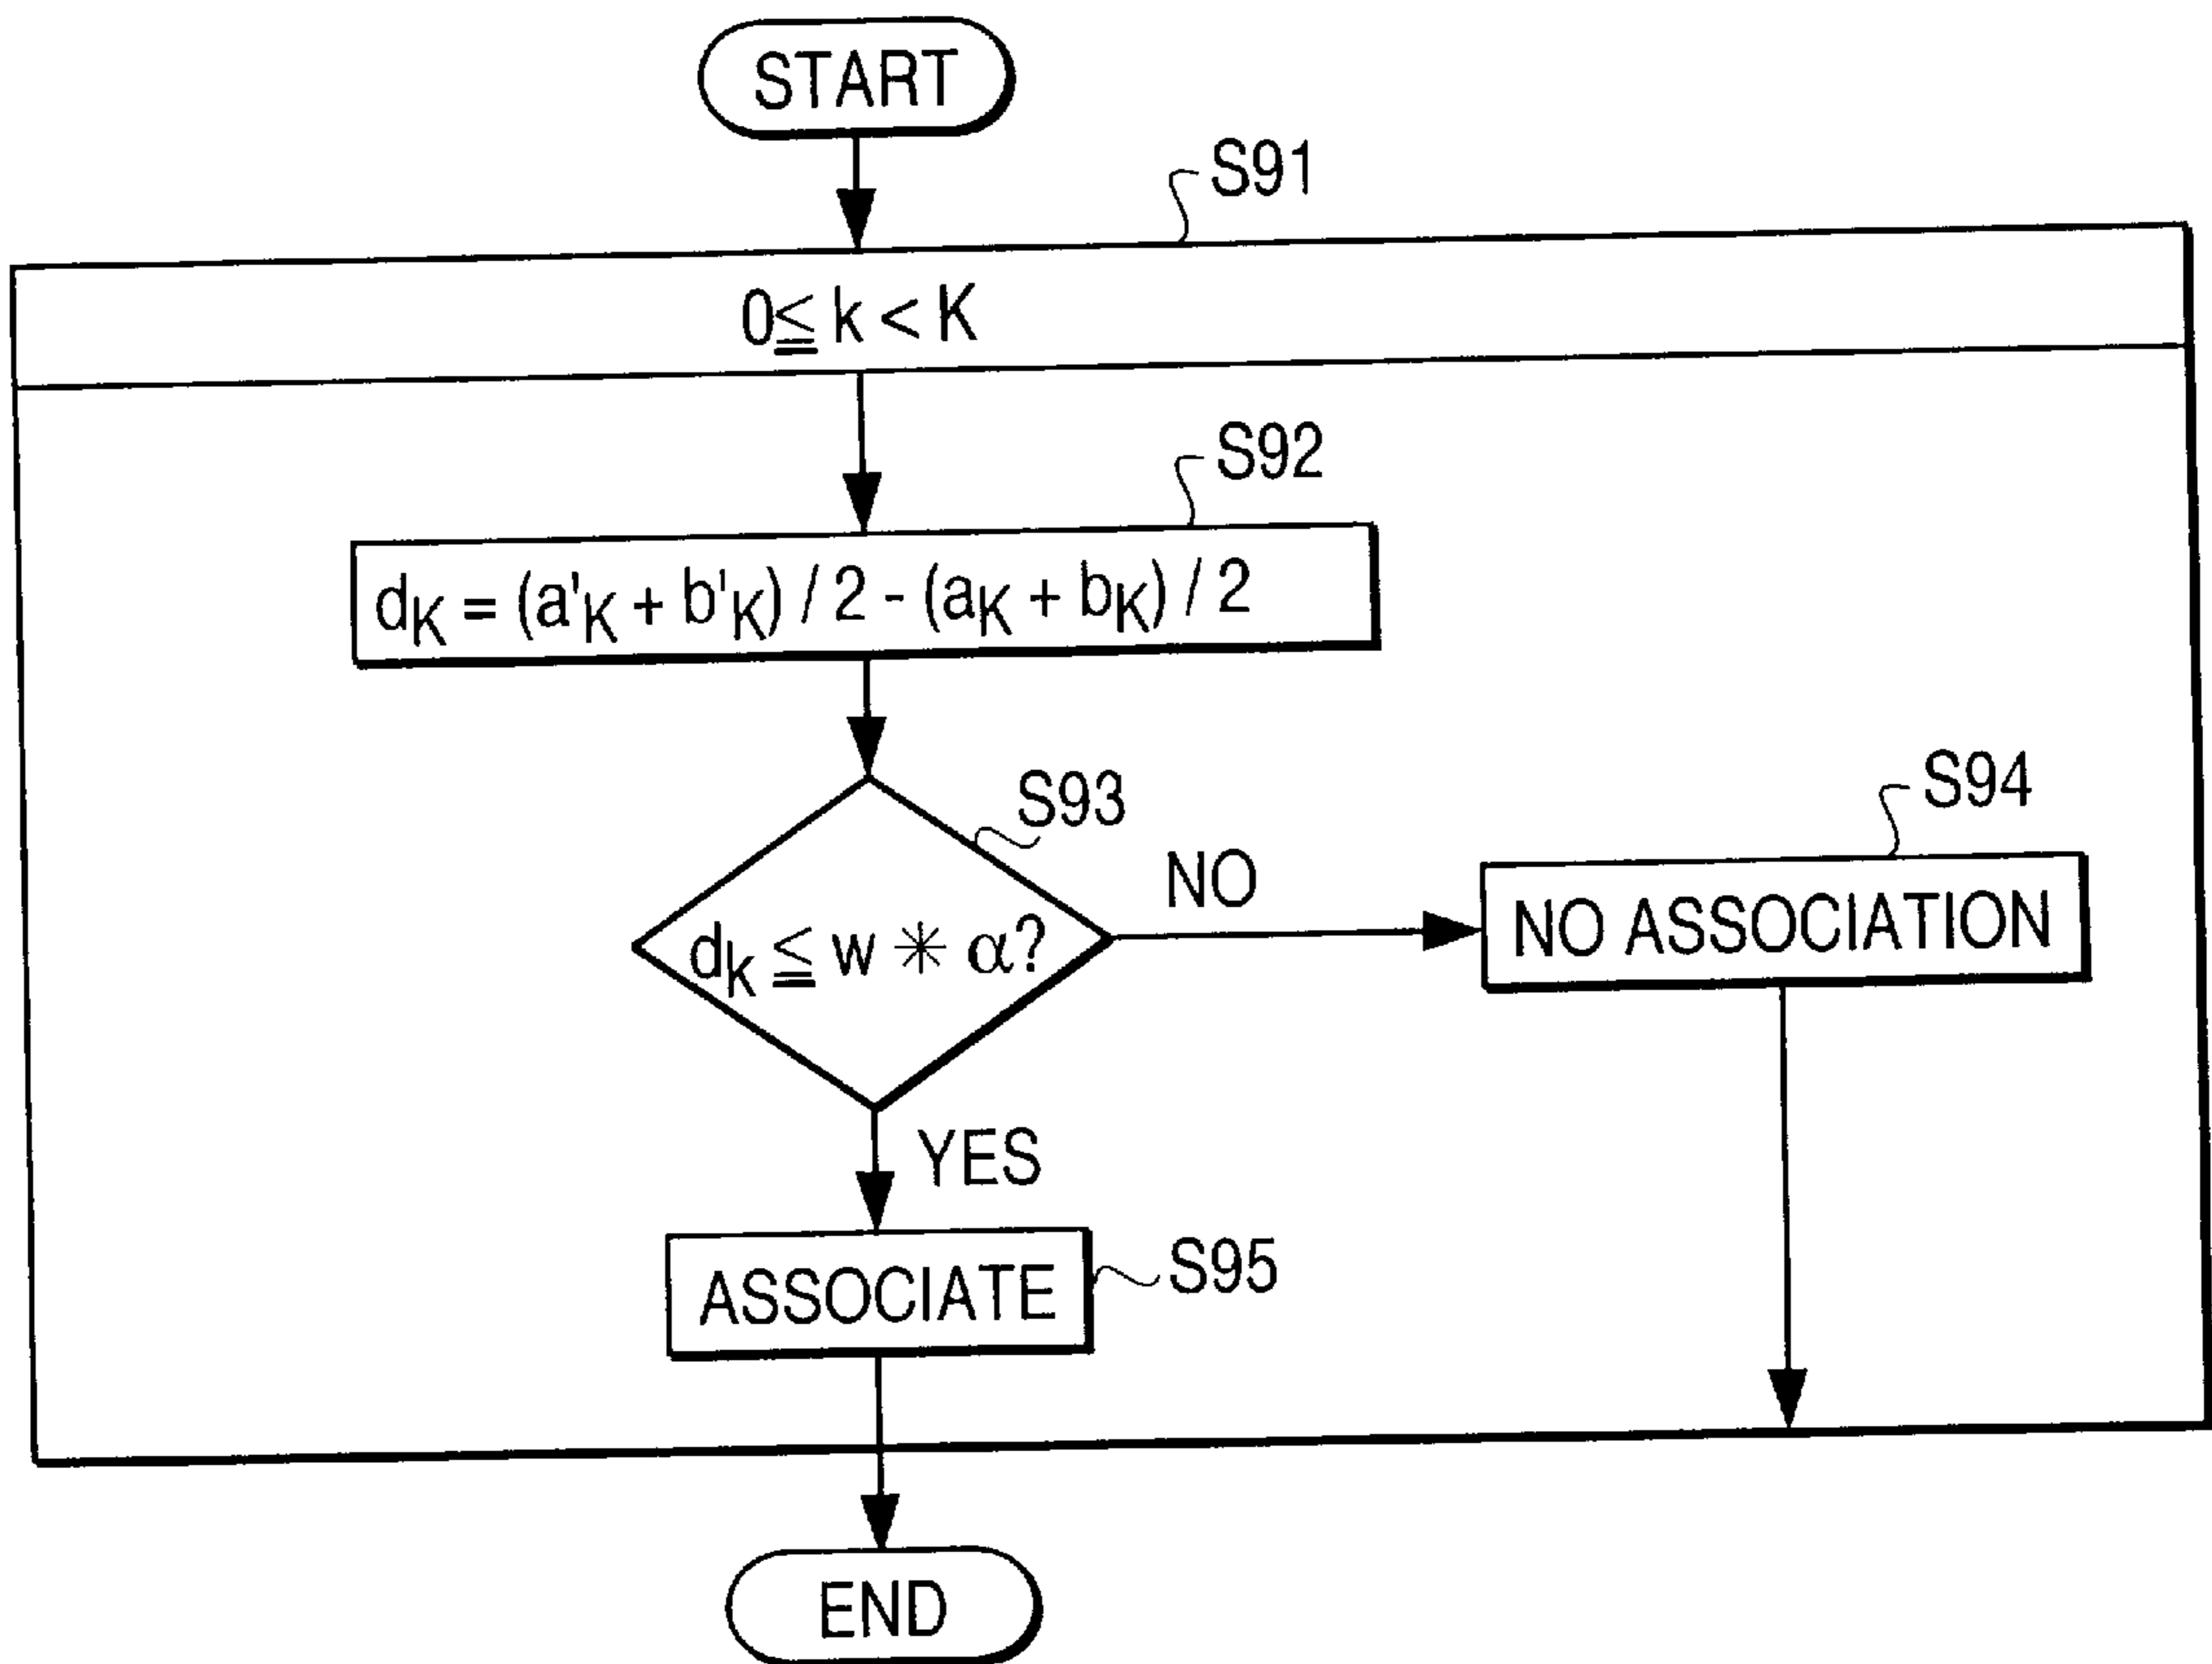 START
S91
0≦ k < K
S92
dK = (a'K + b'K) / 2 - (aK + bK) / 2
S93
S94
NO
NO ASSOCIATION
dk ≦ w ✳ α?
YES
ASSOCIATE
S95
END